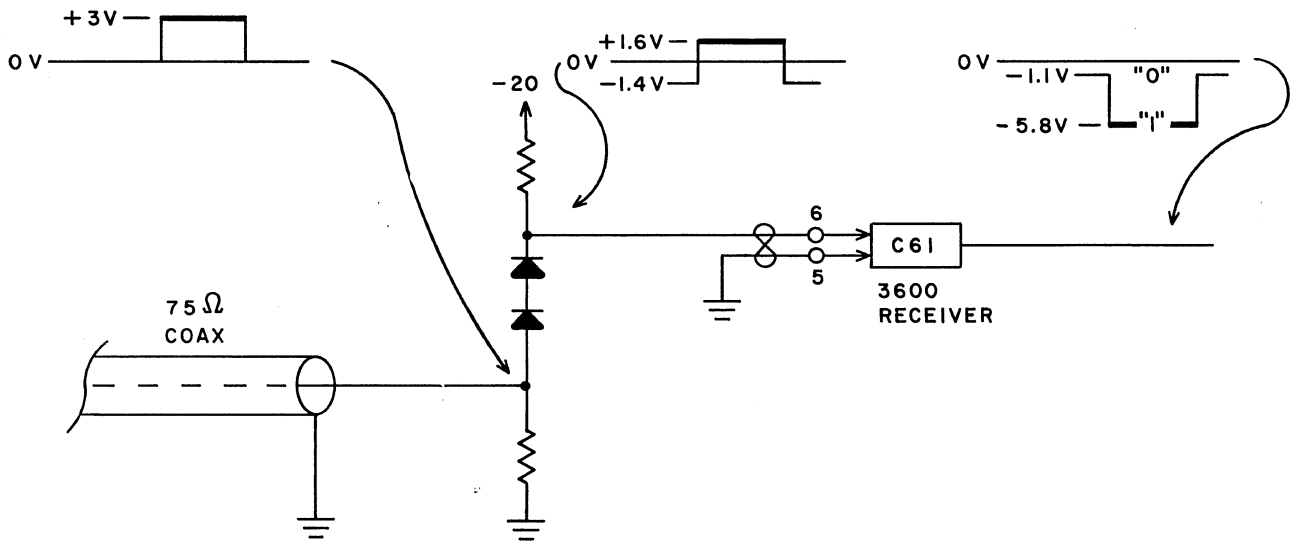 +3V
0V
+1.6V
0V
-1.4V
-20
0V
-1.1V
"0"
-5.8V
"1"
6
C61
5
3600
RECEIVER
75Ω
COAX